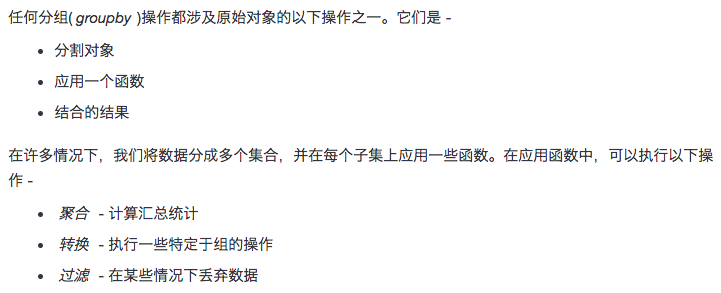 任何分组(groupby)操作都涉及原始对象的以下操作之一。它们是 -
分割对象
应用一个函数
结合的结果
在许多情况下，我们将数据分成多个集合，并在每个子集上应用一些函数。在应用函数中，可以执行以下操
作 -
聚合 - 计算汇总统计
转换 - 执行一些特定于组的操作
过滤 - 在某些情况下丢弃数据